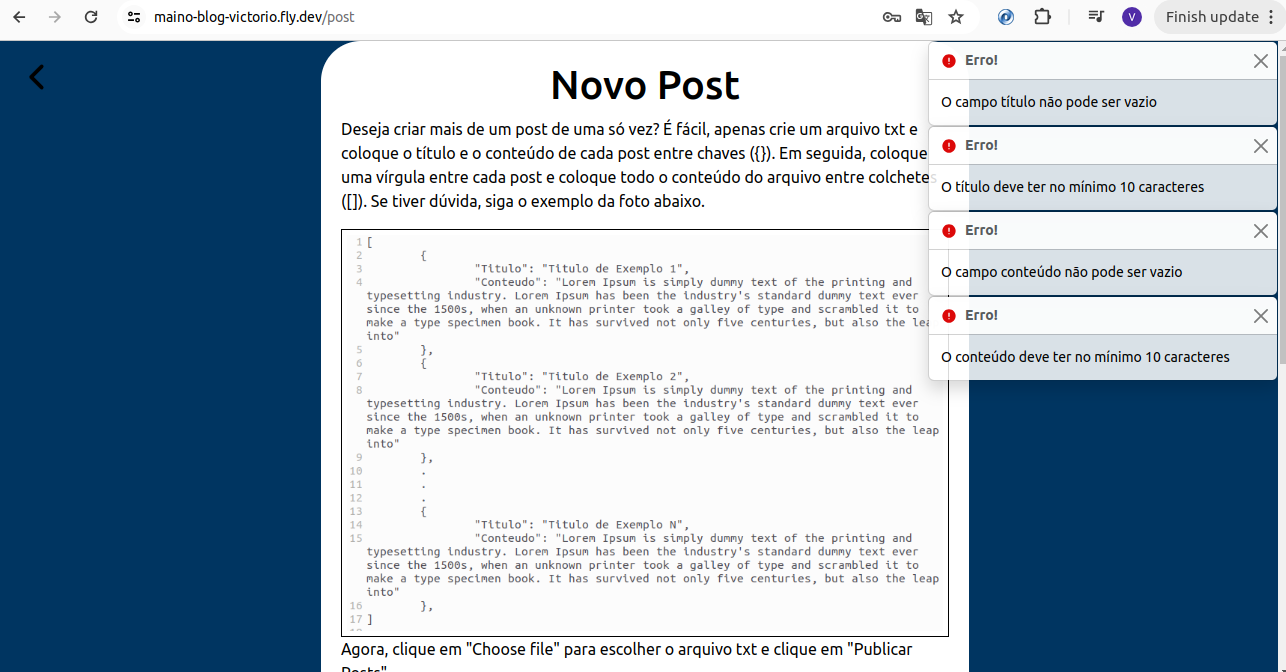 maino-blog-victorio.fly.dev/post
V
Finish update
Novo Post
Deseja criar mais de um post de uma só vez? É fácil, apenas crie um arquivo txt e
coloque o título e o conteúdo de cada post entre chaves ({}). Em seguida, coloque
uma vírgula entre cada post e coloque todo o conteúdo do arquivo entre colchetes
([]). Se tiver dúvida, siga o exemplo da foto abaixo.
1 [
2 {
3 "Titulo": "Titulo de Exemplo 1",
4 "Conteudo": "Lorem Ipsum is simply dummy text of the printing and
typesetting industry. Lorem Ipsum has been the industry's standard dummy text ever
since the 1500s, when an unknown printer took a galley of type and scrambled it to
make a type specimen book. It has survived not only five centuries, but also the lea
into"
5 },
6 {
7 "Titulo": "Titulo de Exemplo 2",
8 "Conteudo": "Lorem Ipsum is simply dummy text of the printing and
typesetting industry. Lorem Ipsum has been the industry's standard dummy text ever
since the 1500s, when an unknown printer took a galley of type and scrambled it to
make a type specimen book. It has survived not only five centuries, but also the leap
into"
9 },
10 .
11 .
12 .
13 {
14 "Titulo": "Titulo de Exemplo N",
15 "Conteudo": "Lorem Ipsum is simply dummy text of the printing and
typesetting industry. Lorem Ipsum has been the industry's standard dummy text ever
since the 1500s, when an unknown printer took a galley of type and scrambled it to
make a type specimen book. It has survived not only five centuries, but also the leap
into"
16 },
17 ]
Agora, clique em "Choose file" para escolher o arquivo txt e clique em "Publicar
Posts"
Erro!
O campo título não pode ser vazio
Erro!
O título deve ter no mínimo 10 caracteres
Erro!
O campo conteúdo não pode ser vazio
Erro!
O conteúdo deve ter no mínimo 10 caracteres